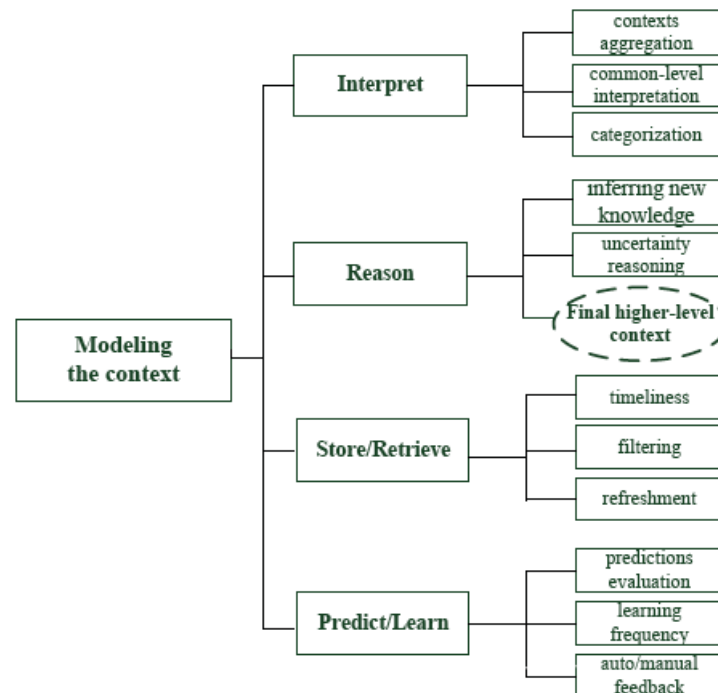 contexts
aggregation
Interpret
common-level
interpretation
categorization
inferring new
knowledge
uncertainty
Reason
reasoning
Final higher-level
context
Modeling
the context
timeliness
Store/Retrieve
filtering
refreshment
predictions
evaluation
Predict/Learn
learning
frequency
auto/manual
feedback